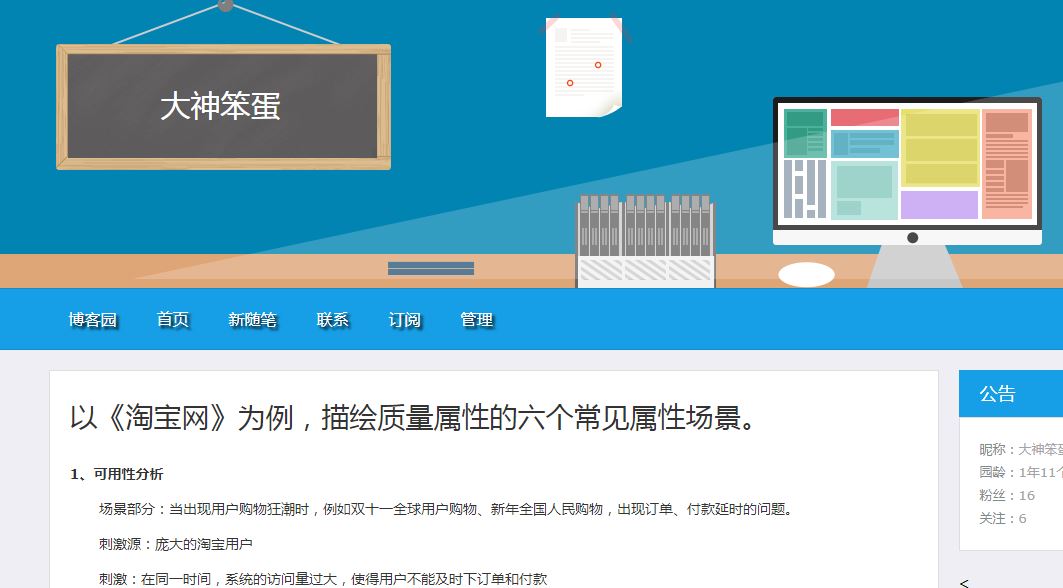 大神笨蛋
博客园 首页 新随笔 联系 订阅 管理
以《淘宝网》为例，描绘质量属性的六个常见属性场景。
1、可用性分析
场景部分：当出现用户购物狂潮时，例如双十一全球用户购物、新年全国人民购物，出现订单、付款延时的问题。
刺激源：庞大的淘宝用户
刺激：在同一时间，系统的访问量过大，使得用户不能及时下订单和付款
公告
昵称：大神笨蛋
园龄：1年11个
粉丝：16
关注：6
<